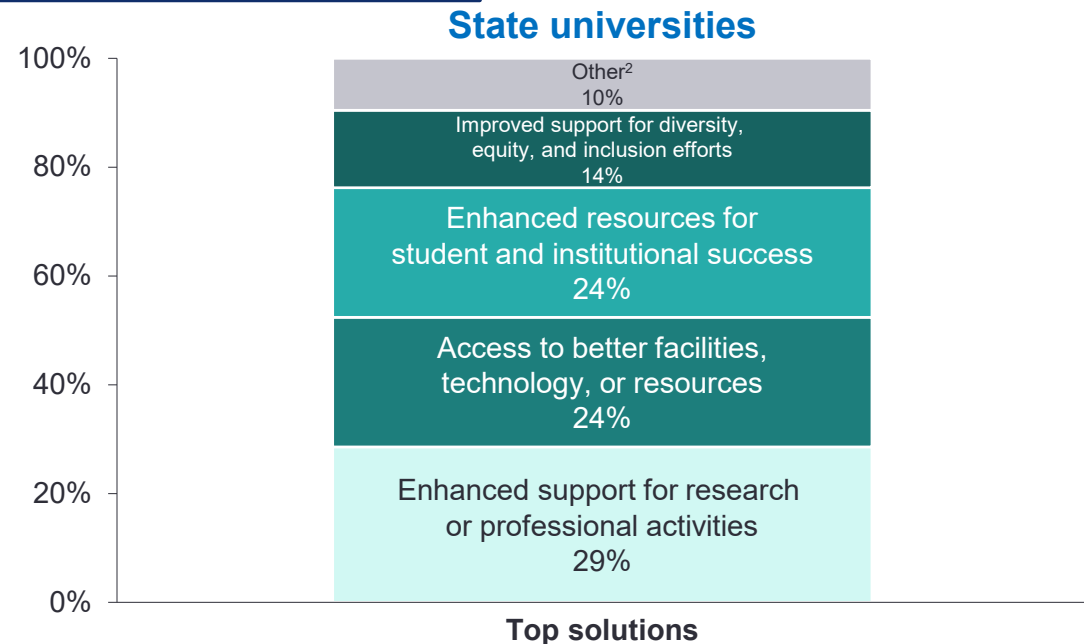 State universities
100%
80%
60%
40%
20%
0%
Other²
10%
Improved support for diversity,
equity, and inclusion efforts
14%
Enhanced resources for
student and institutional success
24%
Access to better facilities,
technology, or resources
24%
Enhanced support for research
or professional activities
29%
Top solutions